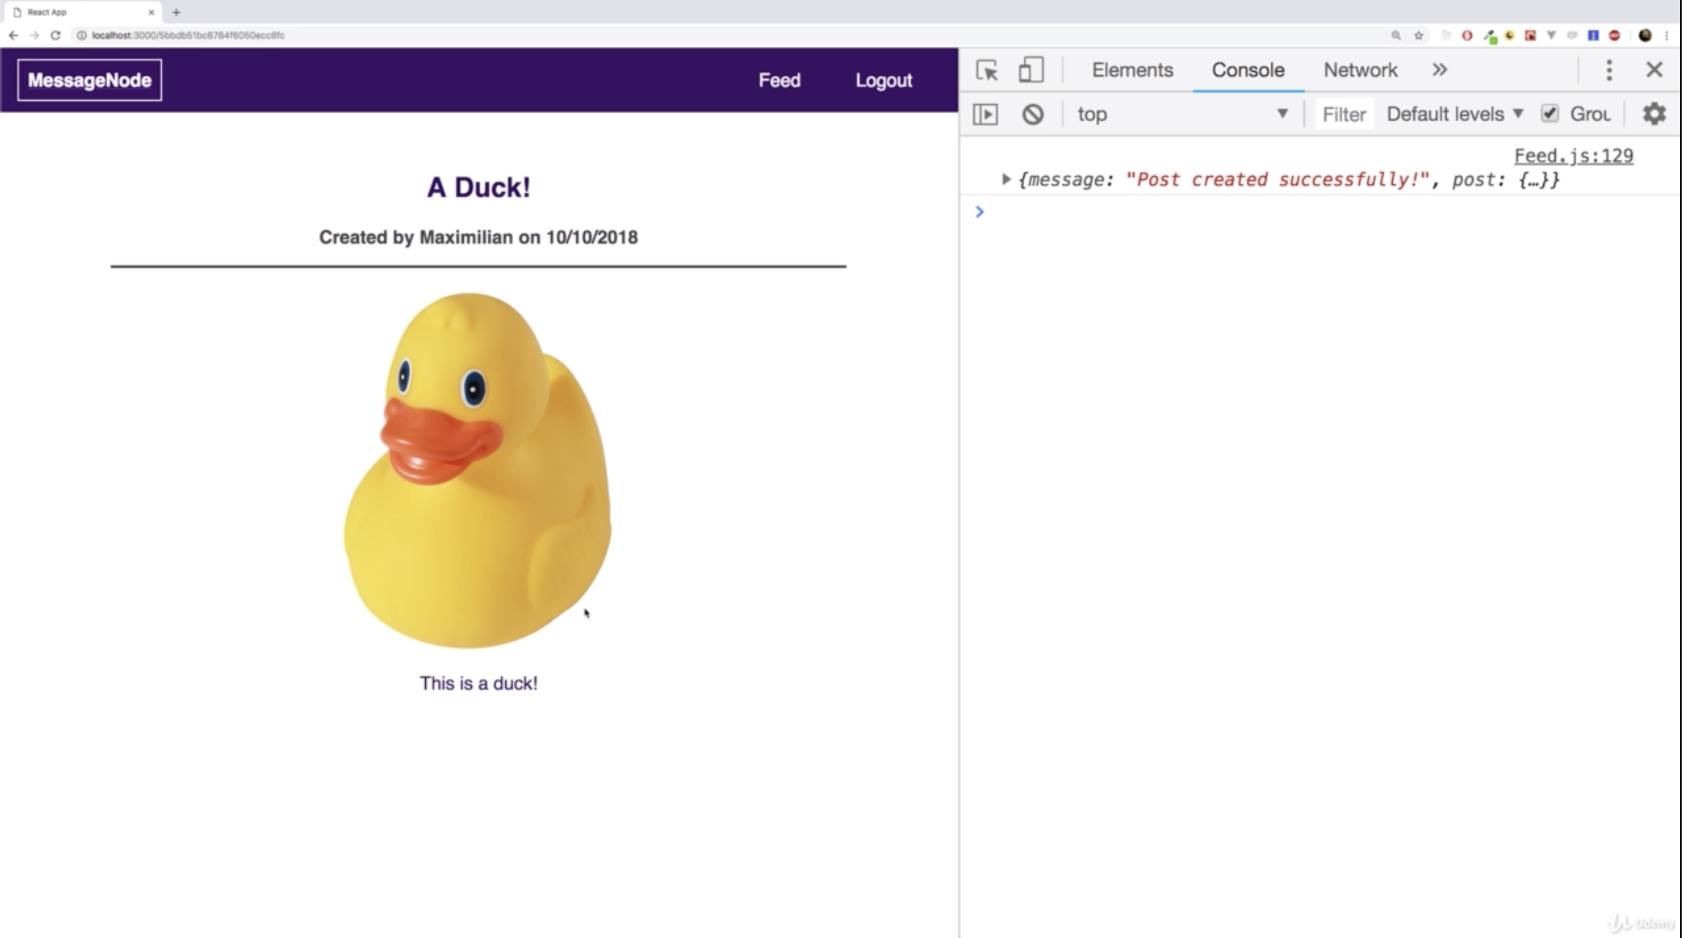 React App
localhost:3000/5bbdb51bc8784f6050ecc8fc
MessageNode
Feed
Logout
A Duck!
Created by Maximilian on 10/10/2018
This is a duck!
Elements
Console
Network
top
Filter
Default levels
Grou
Feed.js:129
{message: "Post created successfully!", post: {…}}
Udemy